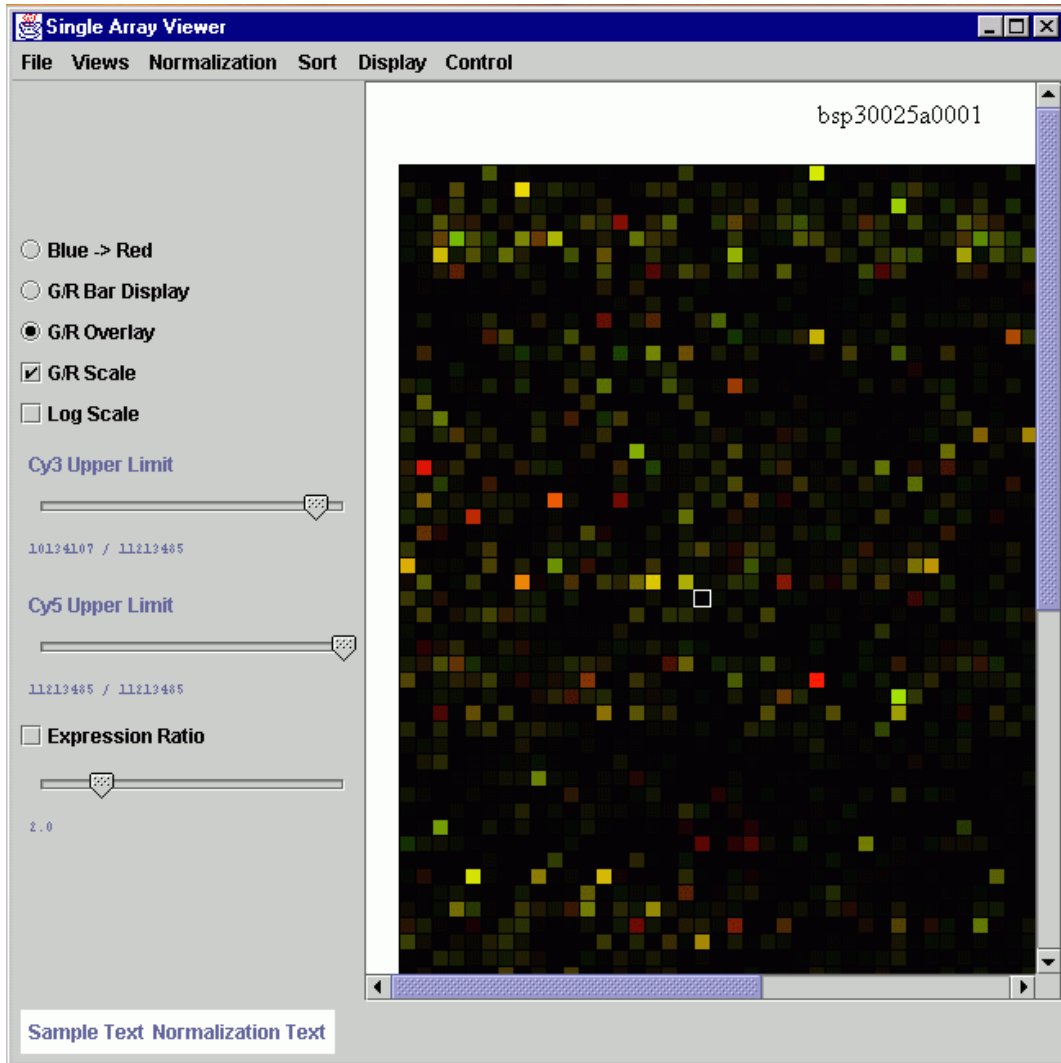 Single Array Viewer
File Views Normalization Sort Display Control
bsp30025a0001
Blue -> Red
G/R Bar Display
G/R Overlay
G/R Scale
Log Scale
Cy3 Upper Limit
10134107 / 11213485
Cy5 Upper Limit
11213485 / 11213485
Expression Ratio
2.0
Sample Text Normalization Text